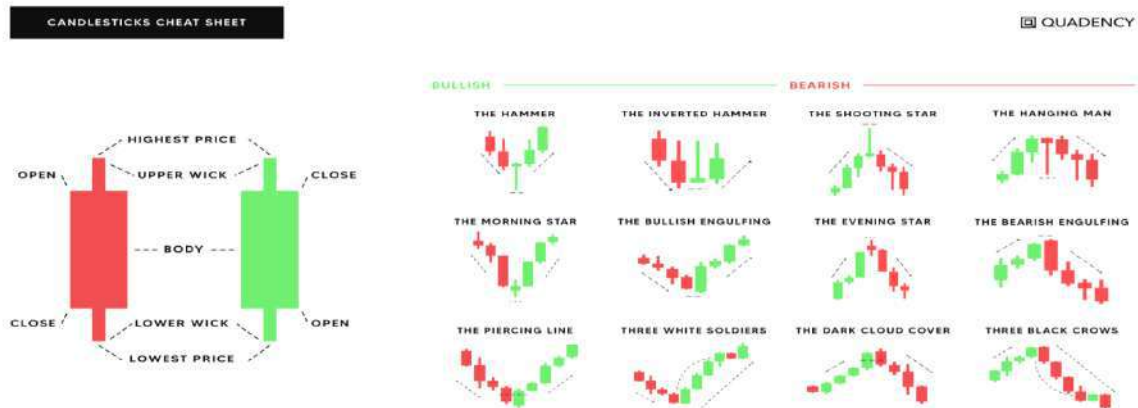 CANDLESTICKS CHEAT SHEET
QUADENCY
HIGHEST PRICE
OPEN
UPPER WICK
CLOSE
BODY
CLOSE
LOWER WICK
OPEN
LOWEST PRICE
BULLISH
THE HAMMER
THE INVERTED HAMMER
THE MORNING STAR
THE BULLISH ENGULFING
THE PIERCING LINE
THREE WHITE SOLDIERS
BEARISH
THE SHOOTING STAR
THE HANGING MAN
THE EVENING STAR
THE BEARISH ENGULFING
THE DARK CLOUD COVER
THREE BLACK CROWS